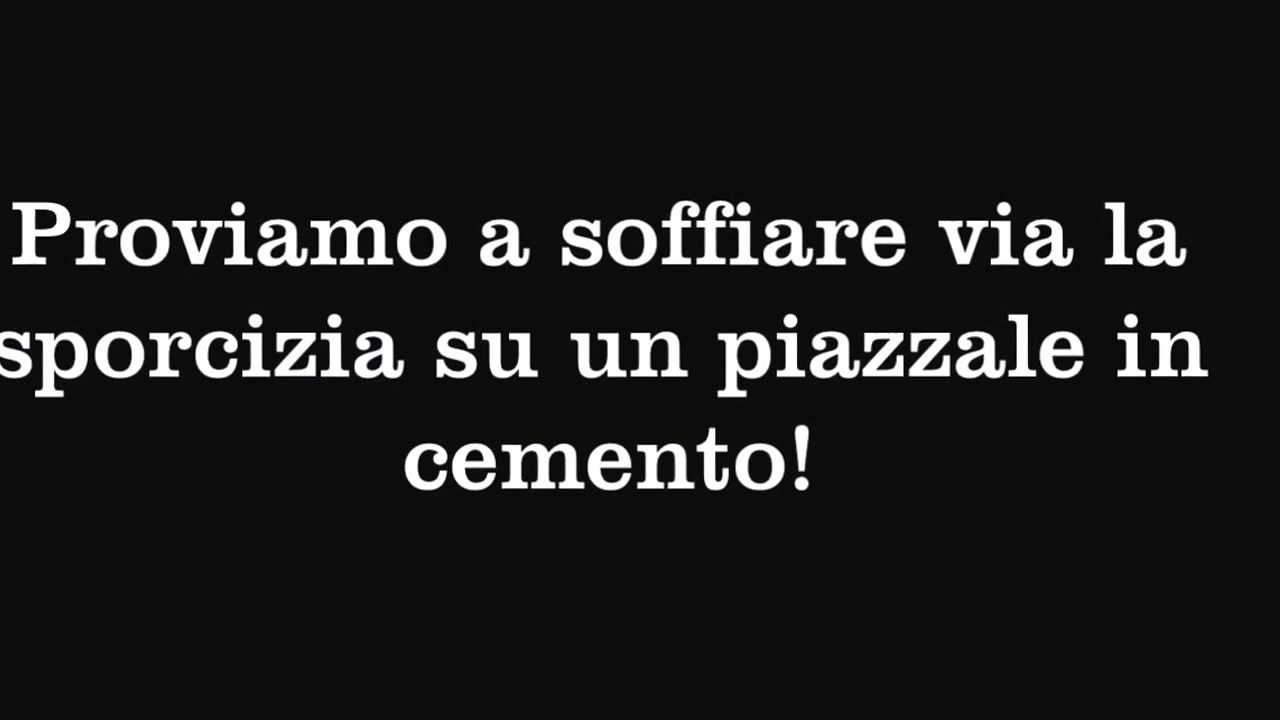 Proviamo a soffiare via la
sporcizia su un piazzale in
cemento!